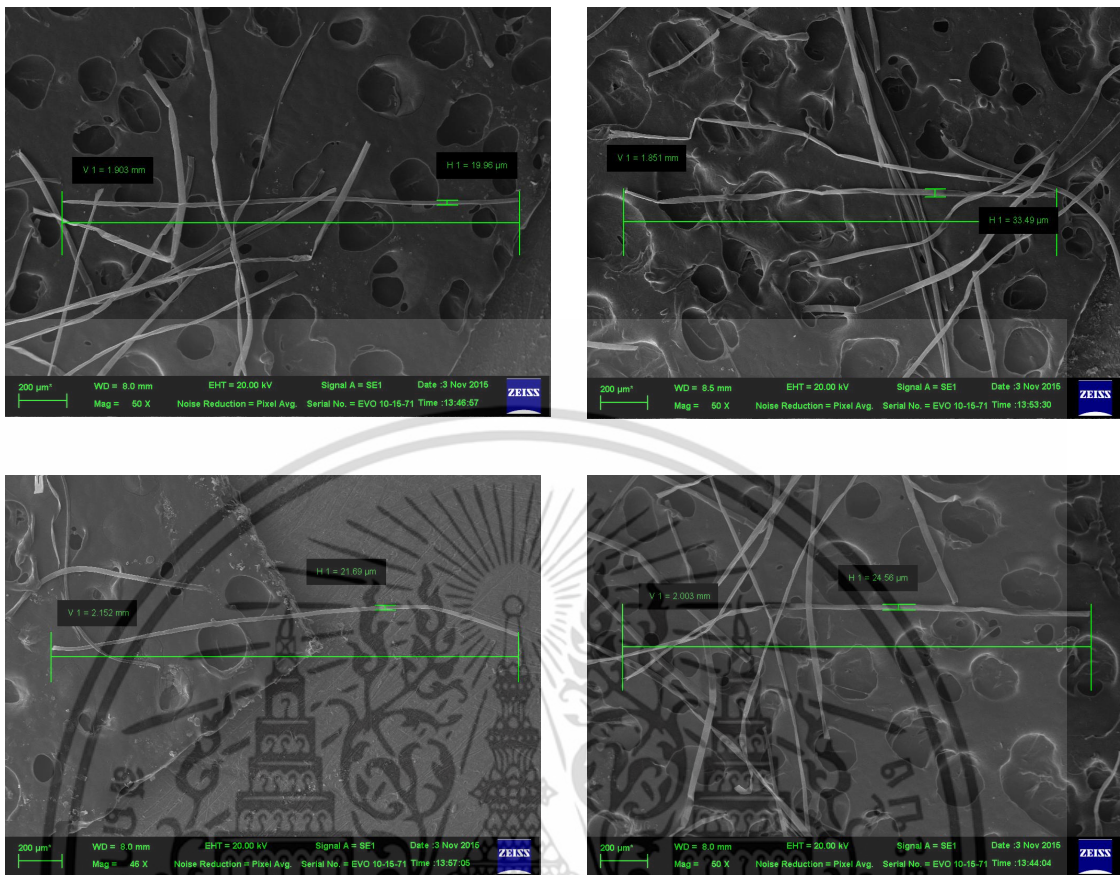 V 1 = 1.903 mm
H 1 = 19.96 µm
200 µm*
WD = 8.0 mm
EHT = 20.00 kV
Signal A = SE1
Date :3 Nov 2015
Mag = 50 X
Noise Reduction = Pixel Avg.
Serial No. = EVO 10-15-71
Time :13:46:57
ZEISS
V 1 = 1.851 mm
H 1 = 33.49 µm
200 µm*
WD = 8.5 mm
EHT = 20.00 kV
Signal A = SE1
Date :3 Nov 2015
Mag = 50 X
Noise Reduction = Pixel Avg.
Serial No. = EVO 10-15-71
Time :13:53:30
ZEISS
V 1 = 2.152 mm
H 1 = 21.69 µm
200 µm*
WD = 8.0 mm
EHT = 20.00 kV
Signal A = SE1
Date :3 Nov 2015
Mag = 46 X
Noise Reduction = Pixel Avg.
Serial No. = EVO 10-15-71
Time :13:57:05
ZEISS
V 1 = 2.003 mm
H 1 = 24.56 µm
200 µm*
WD = 8.0 mm
EHT = 20.00 kV
Signal A = SE1
Date :3 Nov 2015
Mag = 50 X
Noise Reduction = Pixel Avg.
Serial No. = EVO 10-15-71
Time :13:44:04
ZEISS